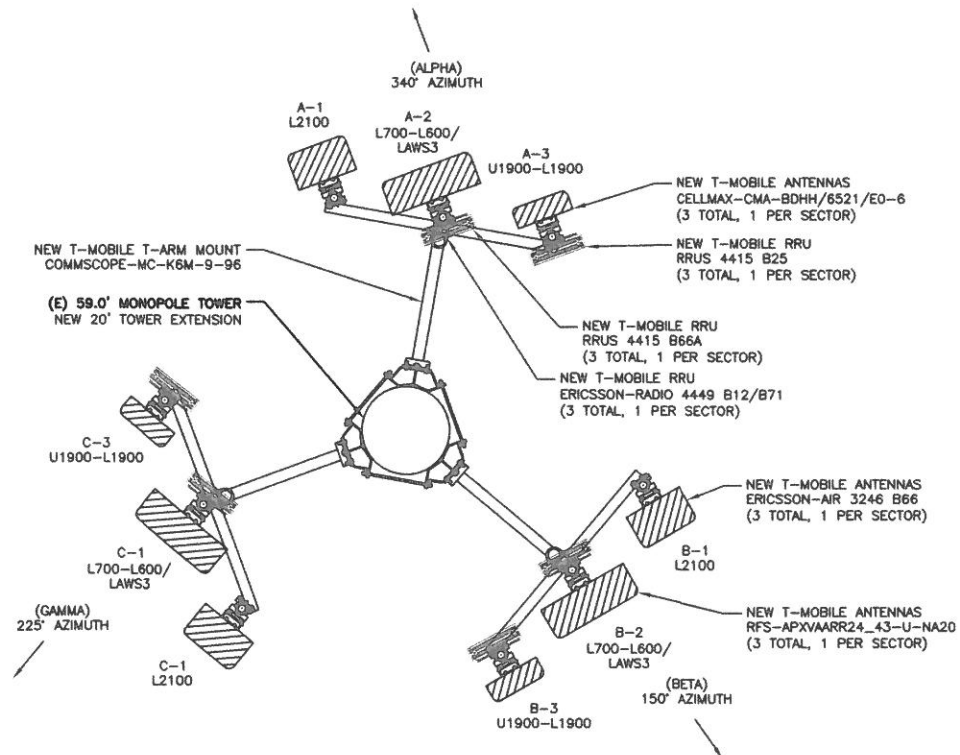 (ALPHA)
340° AZIMUTH
A-1
L2100
A-2
L700-L600/
LAWS3
A-3
U1900-L1900
NEW T-MOBILE ANTENNAS
CELLMAX-CMA-BDHH/6521/E0-6
(3 TOTAL, 1 PER SECTOR)
NEW T-MOBILE RRU
RRUS 4415 B25
(3 TOTAL, 1 PER SECTOR)
NEW T-MOBILE T-ARM MOUNT
COMMSCOPE-MC-K6M-9-96
(E) 59.0' MONOPOLE TOWER
NEW 20' TOWER EXTENSION
NEW T-MOBILE RRU
RRUS 4415 B66A
(3 TOTAL, 1 PER SECTOR)
NEW T-MOBILE RRU
ERICSSON-RADIO 4449 B12/B71
(3 TOTAL, 1 PER SECTOR)
C-3
U1900-L1900
C-1
L700-L600/
LAWS3
(GAMMA)
225° AZIMUTH
C-1
L2100
NEW T-MOBILE ANTENNAS
ERICSSON-AIR 3246 B66
(3 TOTAL, 1 PER SECTOR)
B-1
L2100
NEW T-MOBILE ANTENNAS
RFS-APXVAARR24_43-U-NA20
(3 TOTAL, 1 PER SECTOR)
B-2
L700-L600/
LAWS3
B-3
U1900-L1900
(BETA)
150° AZIMUTH